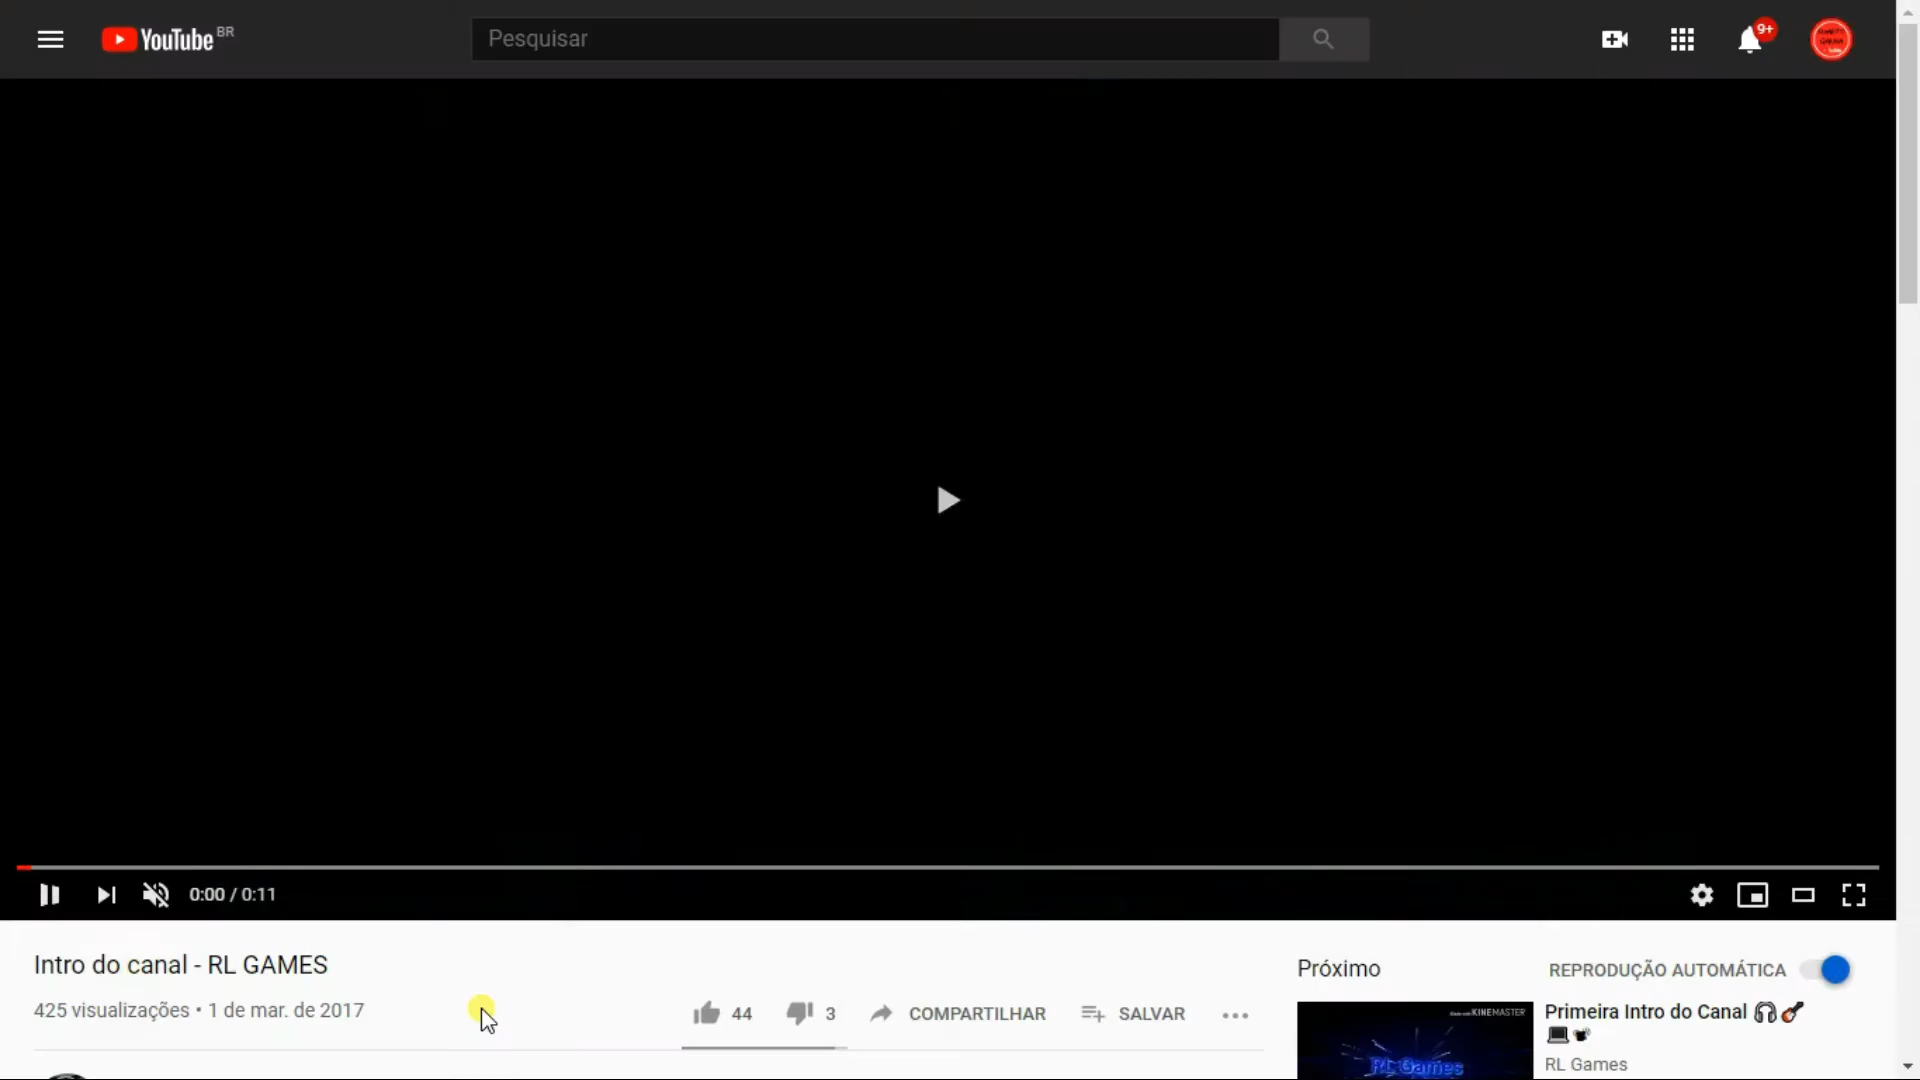 YouTube BR
Pesquisar
9+
0:00 / 0:11
Intro do canal - RL GAMES
425 visualizações • 1 de mar. de 2017
44
3
COMPARTILHAR
SALVAR
Próximo
REPRODUÇÃO AUTOMÁTICA
KINEMASTER
RL Games
Primeira Intro do Canal
RL Games